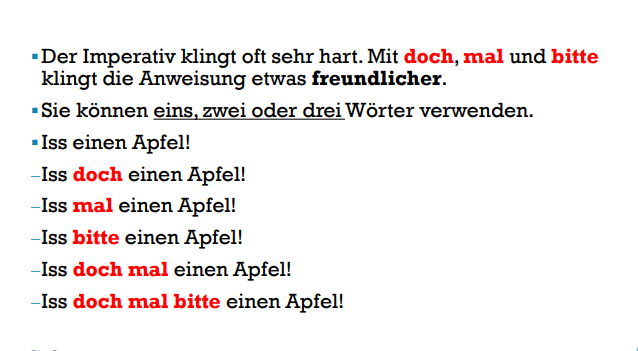 ▪Der Imperativ klingt oft sehr hart. Mit doch, mal und bitte
klingt die Anweisung etwas freundlicher.
▪Sie können eins, zwei oder drei Wörter verwenden.
▪Iss einen Apfel!
–Iss doch einen Apfel!
–Iss mal einen Apfel!
–Iss bitte einen Apfel!
–Iss doch mal einen Apfel!
–Iss doch mal bitte einen Apfel!